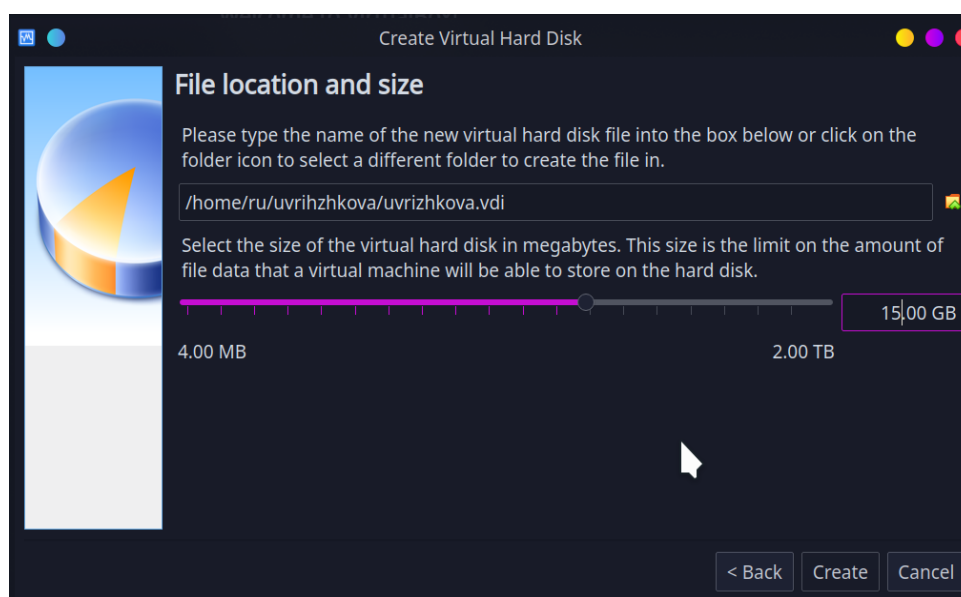 Create Virtual Hard Disk
File location and size
Please type the name of the new virtual hard disk file into the box below or click on the
folder icon to select a different folder to create the file in.
/home/ru/uvrihzhkova/uvrizhkova.vdi
Select the size of the virtual hard disk in megabytes. This size is the limit on the amount of
file data that a virtual machine will be able to store on the hard disk.
15.00 GB
4.00 MB 2.00 TB
< Back Create Cancel